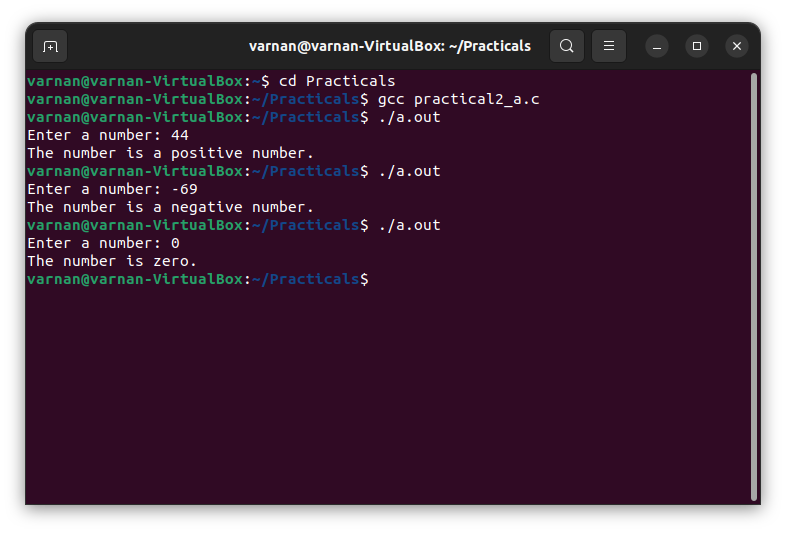 varnan@varnan-VirtualBox: ~/Practicals
varnan@varnan-VirtualBox:~$ cd Practicals
varnan@varnan-VirtualBox:~/Practicals$ gcc practical2_a.c
varnan@varnan-VirtualBox:~/Practicals$ ./a.out
Enter a number: 44
The number is a positive number.
varnan@varnan-VirtualBox:~/Practicals$ ./a.out
Enter a number: -69
The number is a negative number.
varnan@varnan-VirtualBox:~/Practicals$ ./a.out
Enter a number: 0
The number is zero.
varnan@varnan-VirtualBox:~/Practicals$